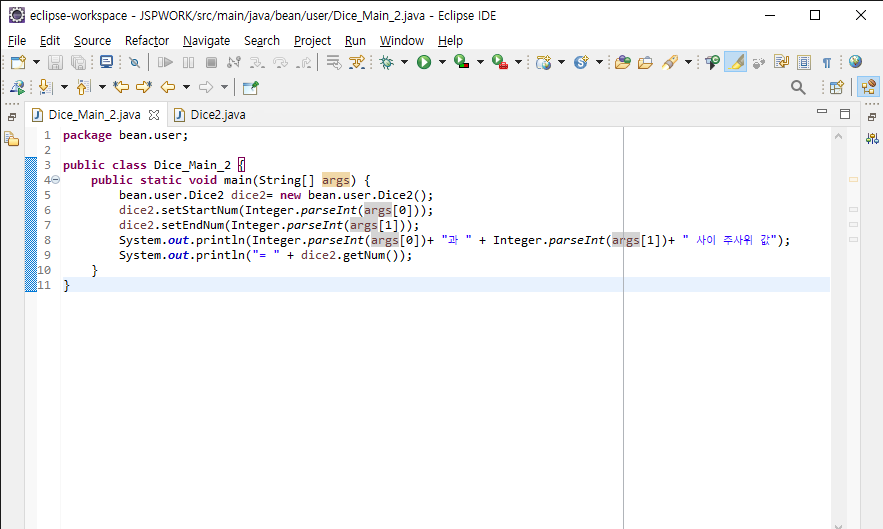 eclipse-workspace - JSPWORK/src/main/java/bean/user/Dice_Main_2.java - Eclipse IDE
File Edit Source Refactor Navigate Search Project Run Window Help
Dice_Main_2.java Dice2.java
1 package bean.user;
2
3 public class Dice_Main_2 {
4 public static void main(String[] args) {
5 bean.user.Dice2 dice2= new bean.user.Dice2();
6 dice2.setStartNum(Integer.parseInt(args[0]));
7 dice2.setEndNum(Integer.parseInt(args[1]));
8 System.out.println(Integer.parseInt(args[0])+ "과 " + Integer.parseInt(args[1])+ " 사이 주사위 값");
9 System.out.println("= " + dice2.getNum());
10 }
11 }